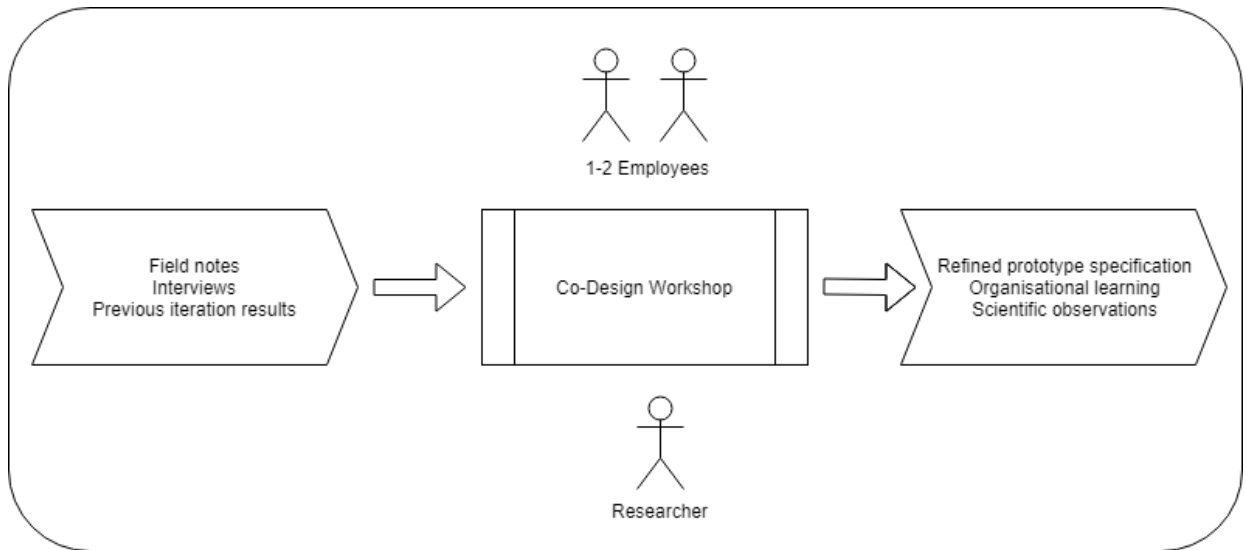 1-2 Employees
Field notes
Interviews
Previous iteration results
Co-Design Workshop
Refined prototype specification
Organisational learning
Scientific observations
Researcher